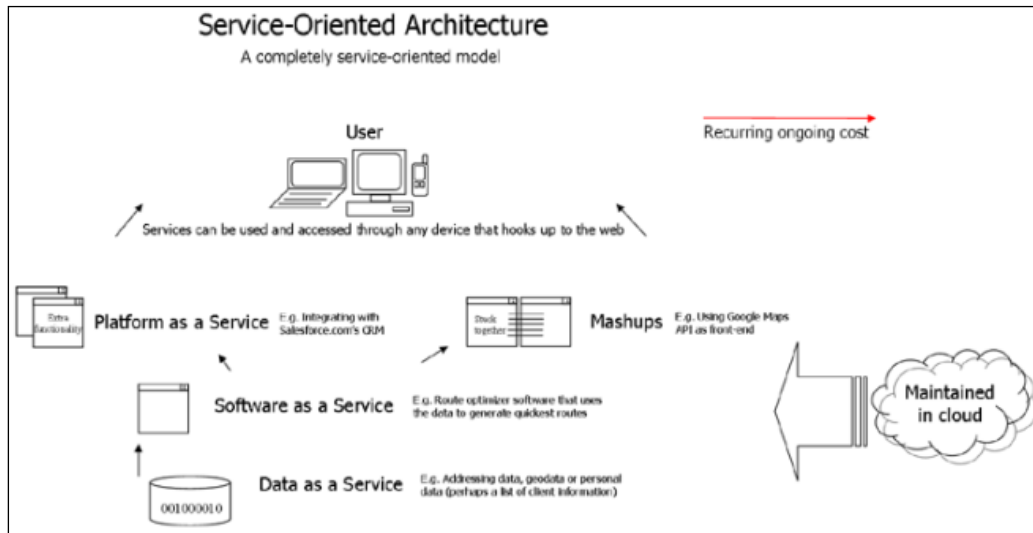 Service-Oriented Architecture
A completely service-oriented model
User
Recurring ongoing cost
Services can be used and accessed through any device that hooks up to the web
Extra
functionality
Platform as a Service
E.g. Integrating with
Salesforce.com's CRM
Stuck
together
Mashups
E.g. Using Google Maps
API as front-end
Maintained
in cloud
Software as a Service
E.g. Route optimizer software that uses
the data to generate quickest routes
Data as a Service
E.g. Addressing data, geodata or personal
data (perhaps a list of client information)
001000010